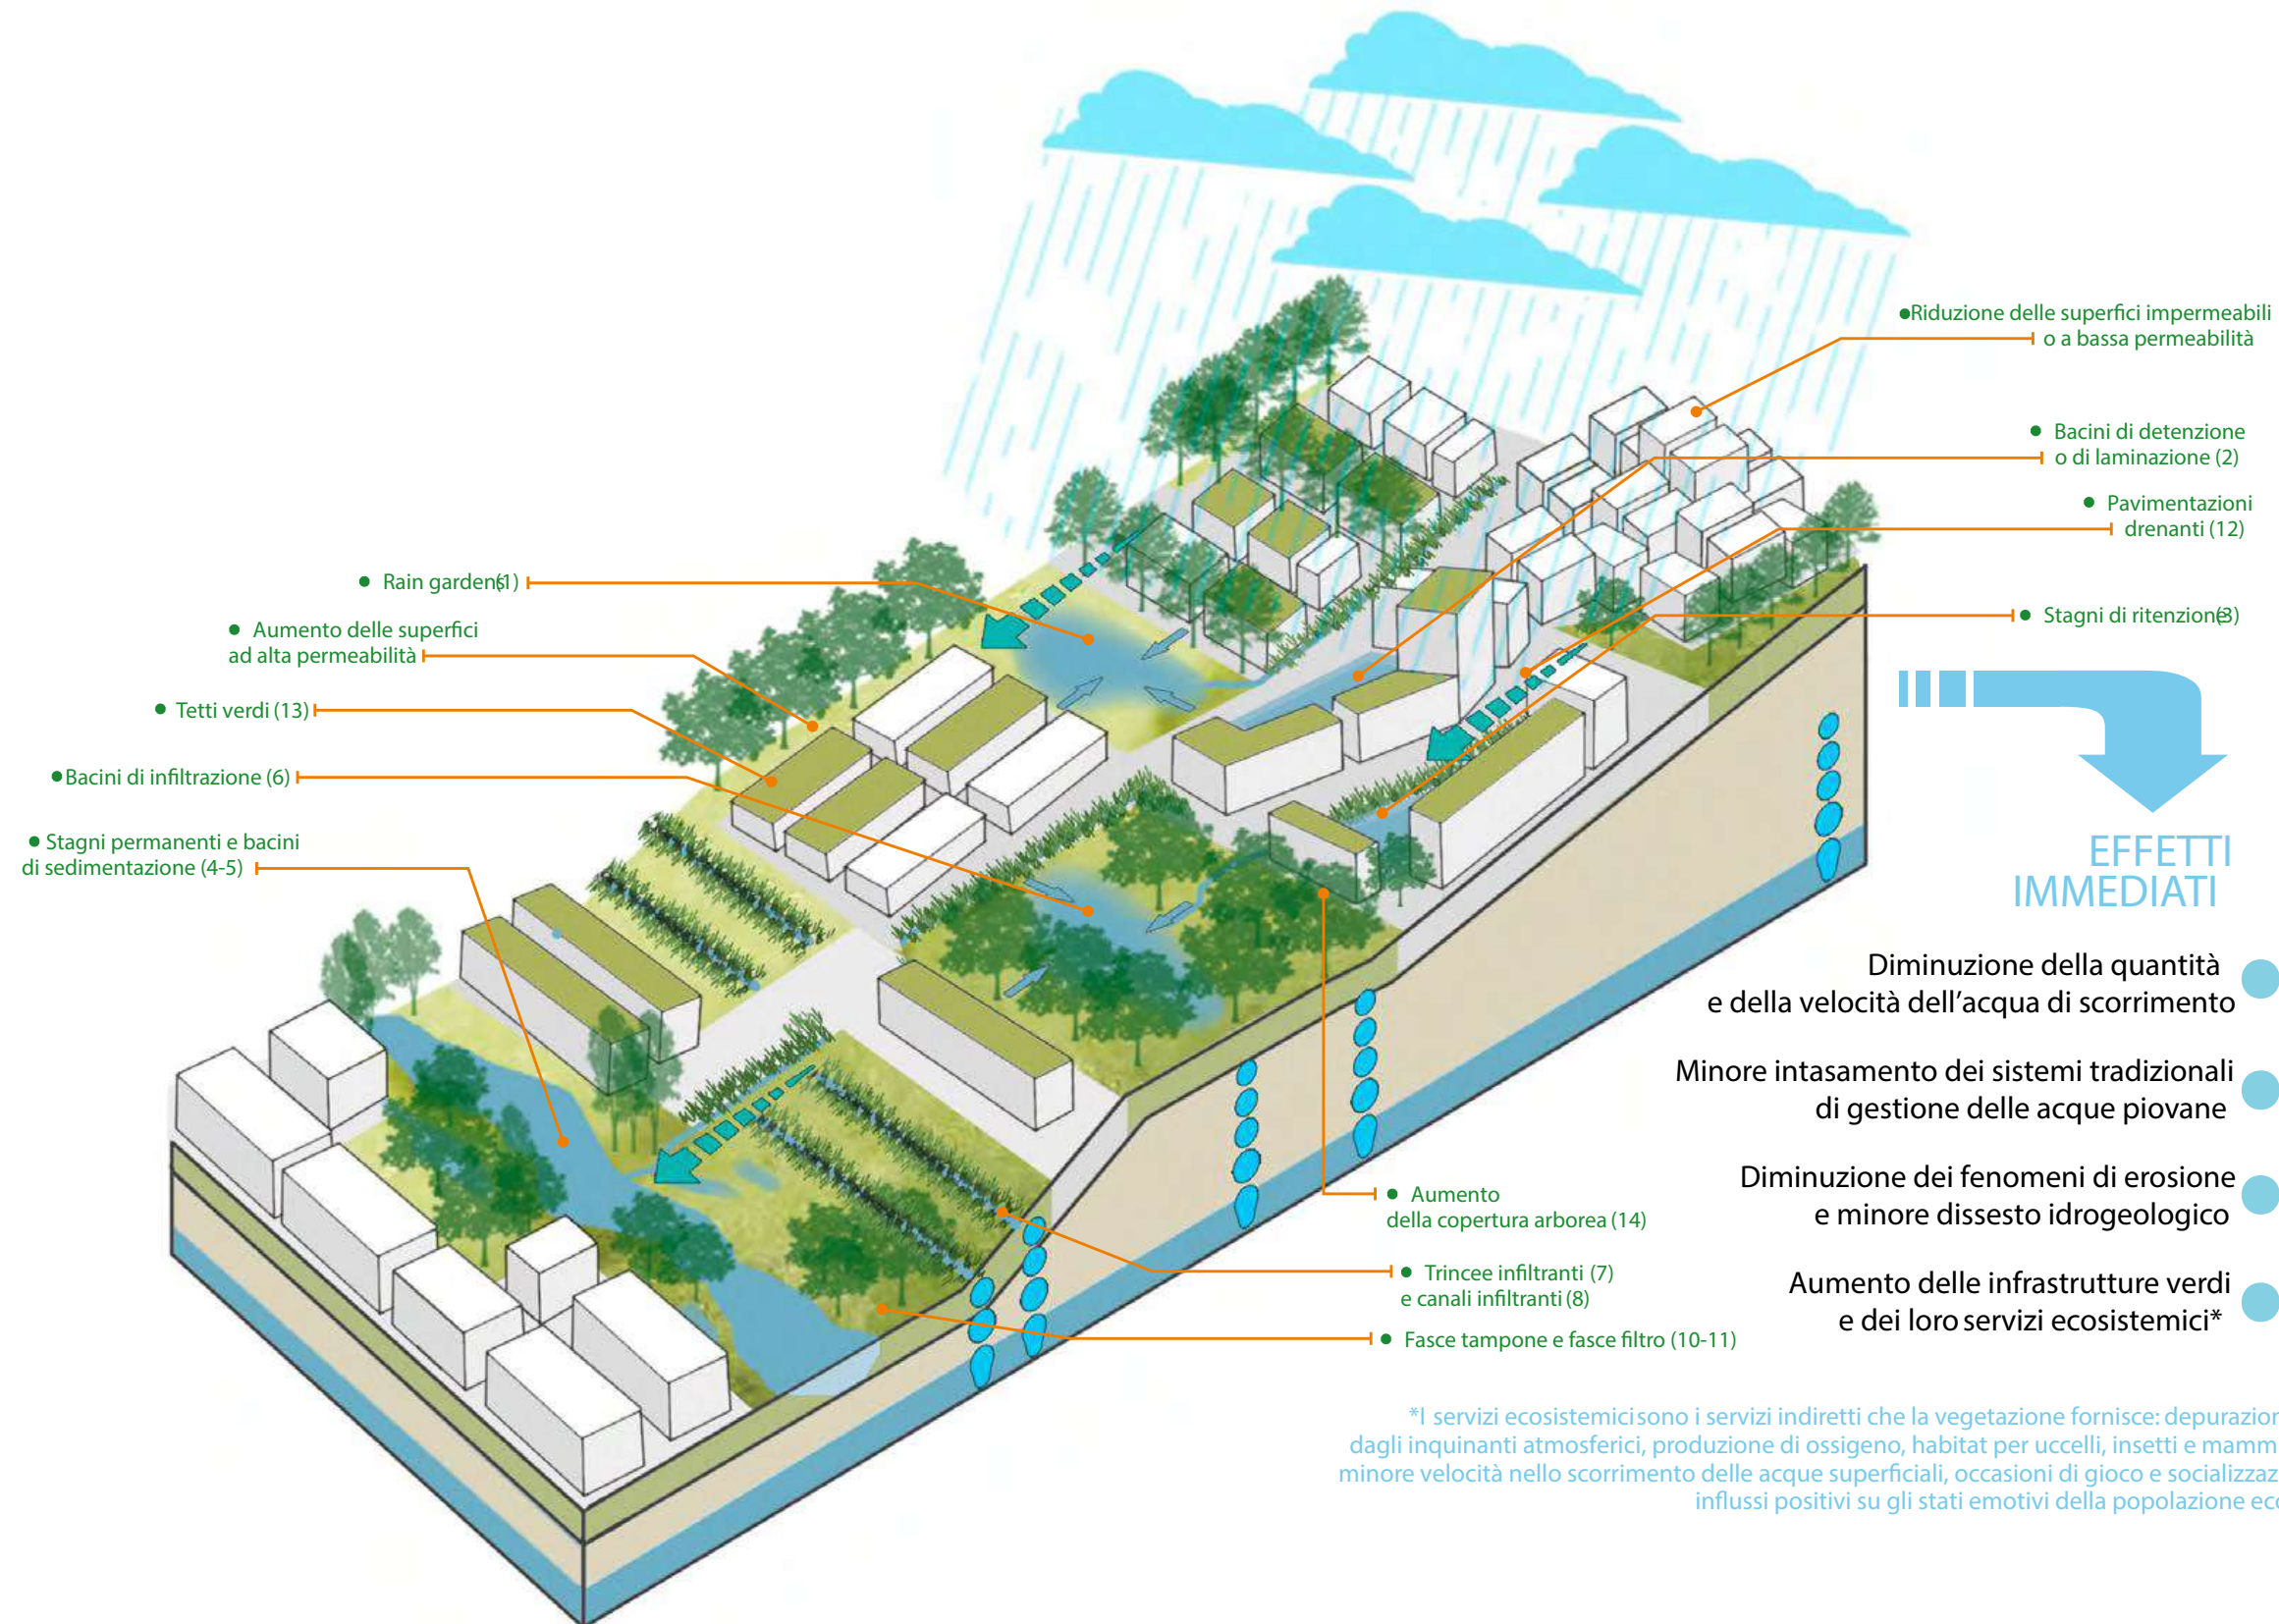 ●Riduzione delle superfici impermeabili
o a bassa permeabilità
● Bacini di detenzione
o di laminazione (2)
● Pavimentazioni
drenanti (12)
● Stagni di ritenzione(3)
● Rain gardens(1)
● Aumento delle superfici
ad alta permeabilità
● Tetti verdi (13)
●Bacini di infiltrazione (6)
● Stagni permanenti e bacini
di sedimentazione (4-5)
● Aumento
della copertura arborea (14)
● Trincee infiltranti (7)
e canali infiltranti (8)
● Fasce tampone e fasce filtro (10-11)
EFFETTI
IMMEDIATI
Diminuzione della quantità
e della velocità dell’acqua di scorrimento
Minore intasamento dei sistemi tradizionali
di gestione delle acque piovane
Diminuzione dei fenomeni di erosione
e minore dissesto idrogeologico
Aumento delle infrastrutture verdi
e dei loro servizi ecosistemici*
*I servizi ecosistemici sono i servizi indiretti che la vegetazione fornisce: depurazion
dagli inquinanti atmosferici, produzione di ossigeno, habitat per uccelli, insetti e mamm
minore velocità nello scorrimento delle acque superficiali, occasioni di gioco e socializzaz
influssi positivi su gli stati emotivi della popolazione ecc